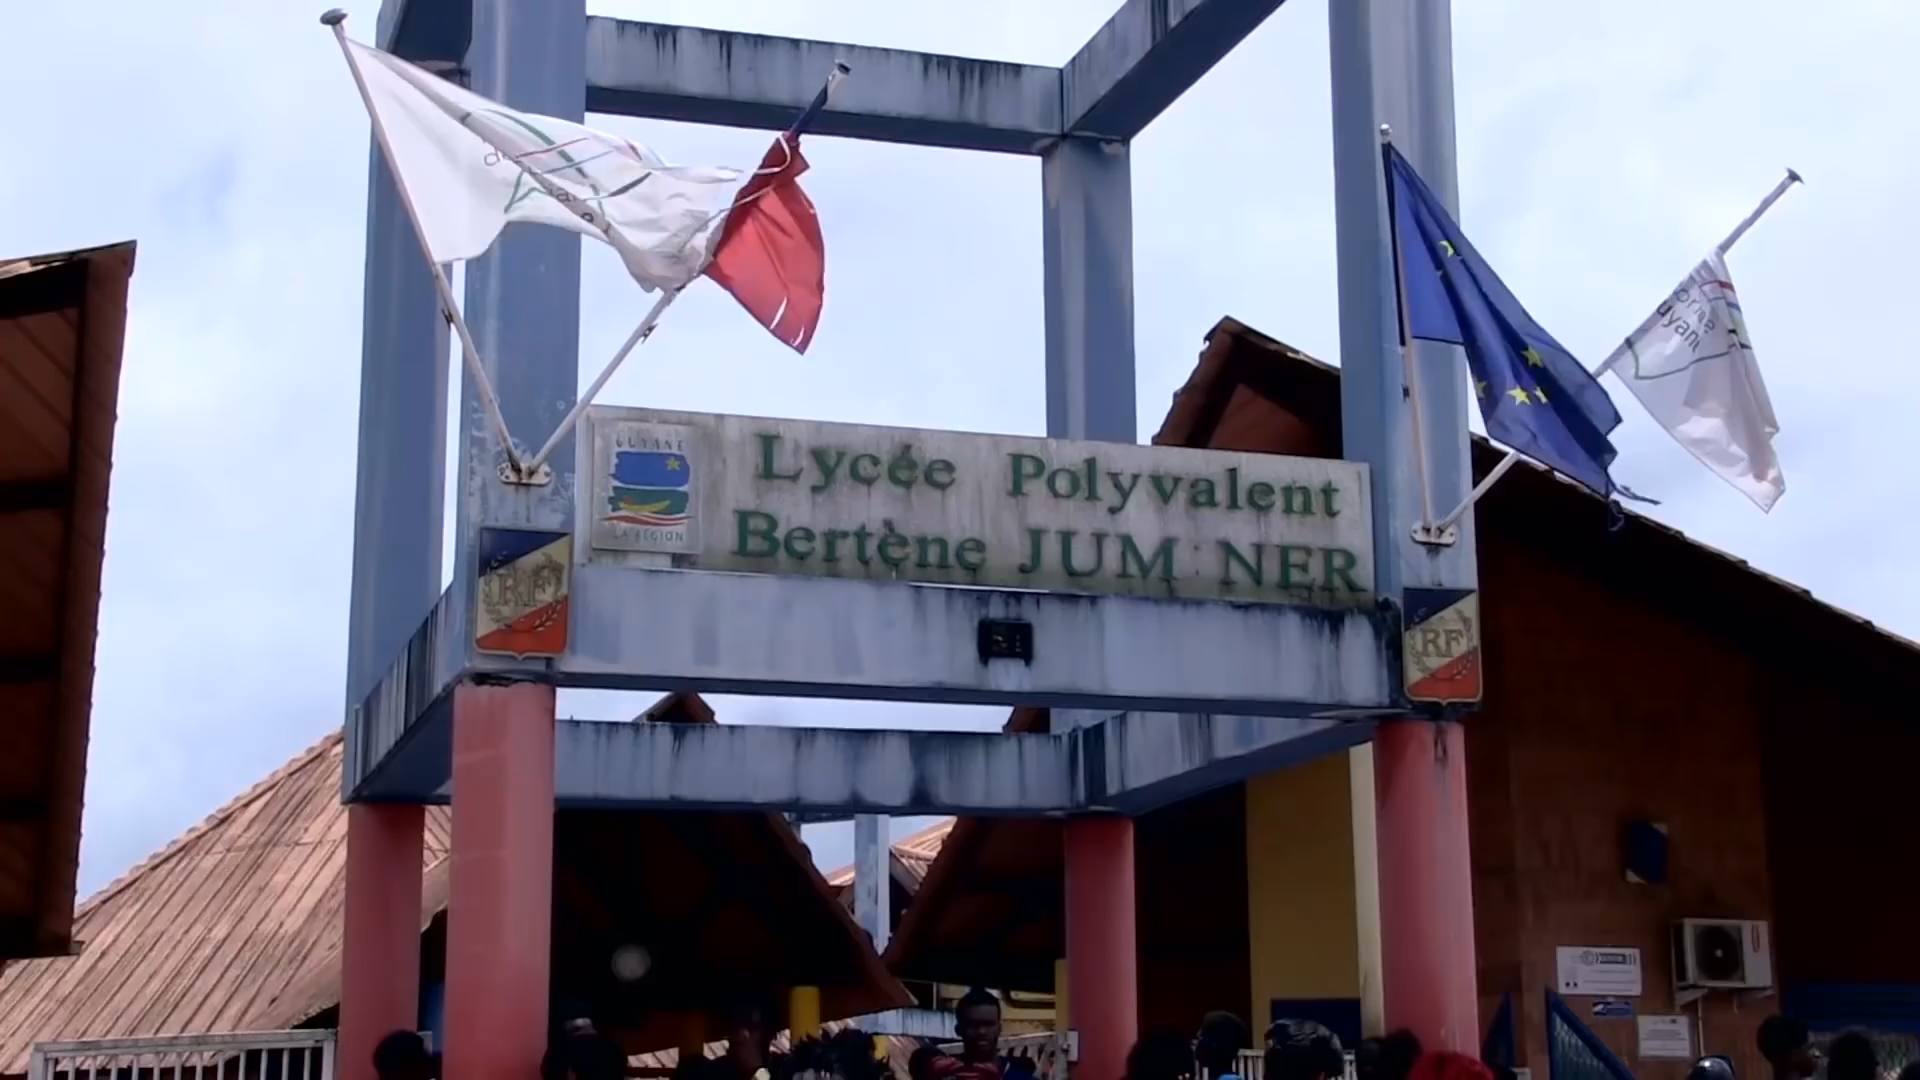 GUYANE
LA RÉGION
Lycée Polyvalent
Bertène JUM NER
RF
RF